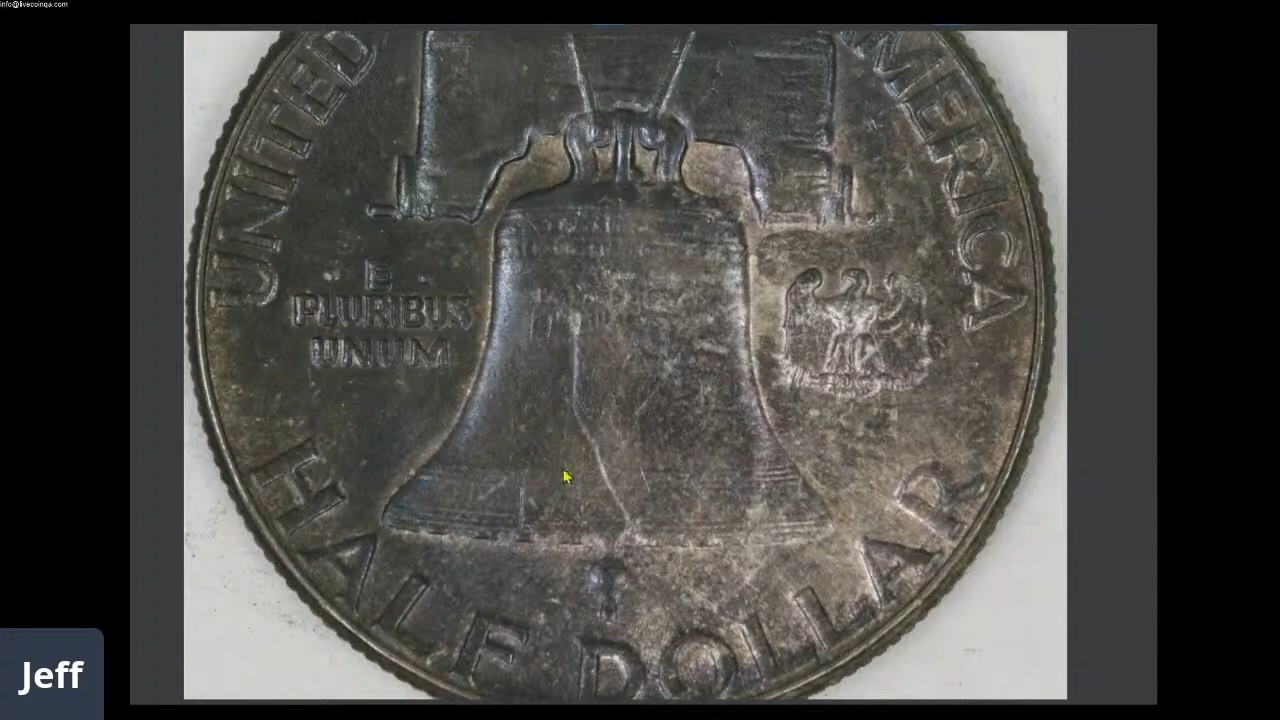 info@livecoinqa.com
UNITED
AMERICA
E
PLURIBUS
UNUM
HALF DOLLAR
Jeff